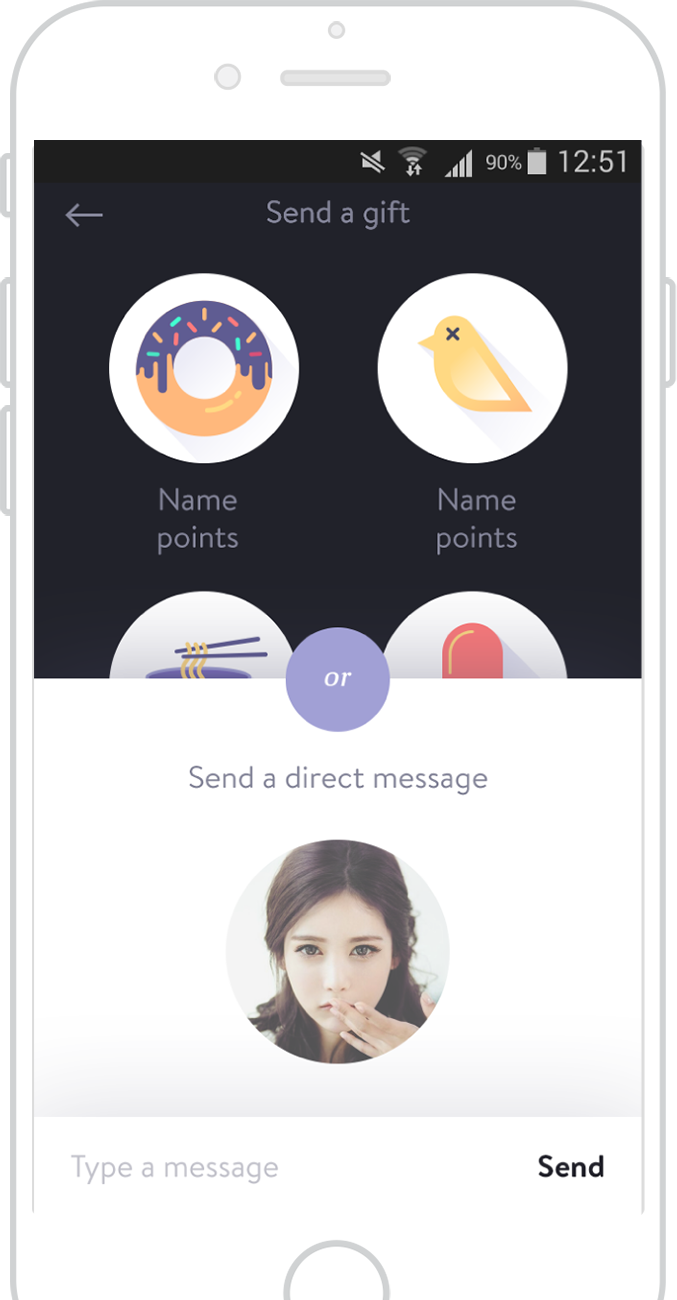 90% 12:51
Send a gift
Name Name
points points
or
Send a direct message
Type a message Send